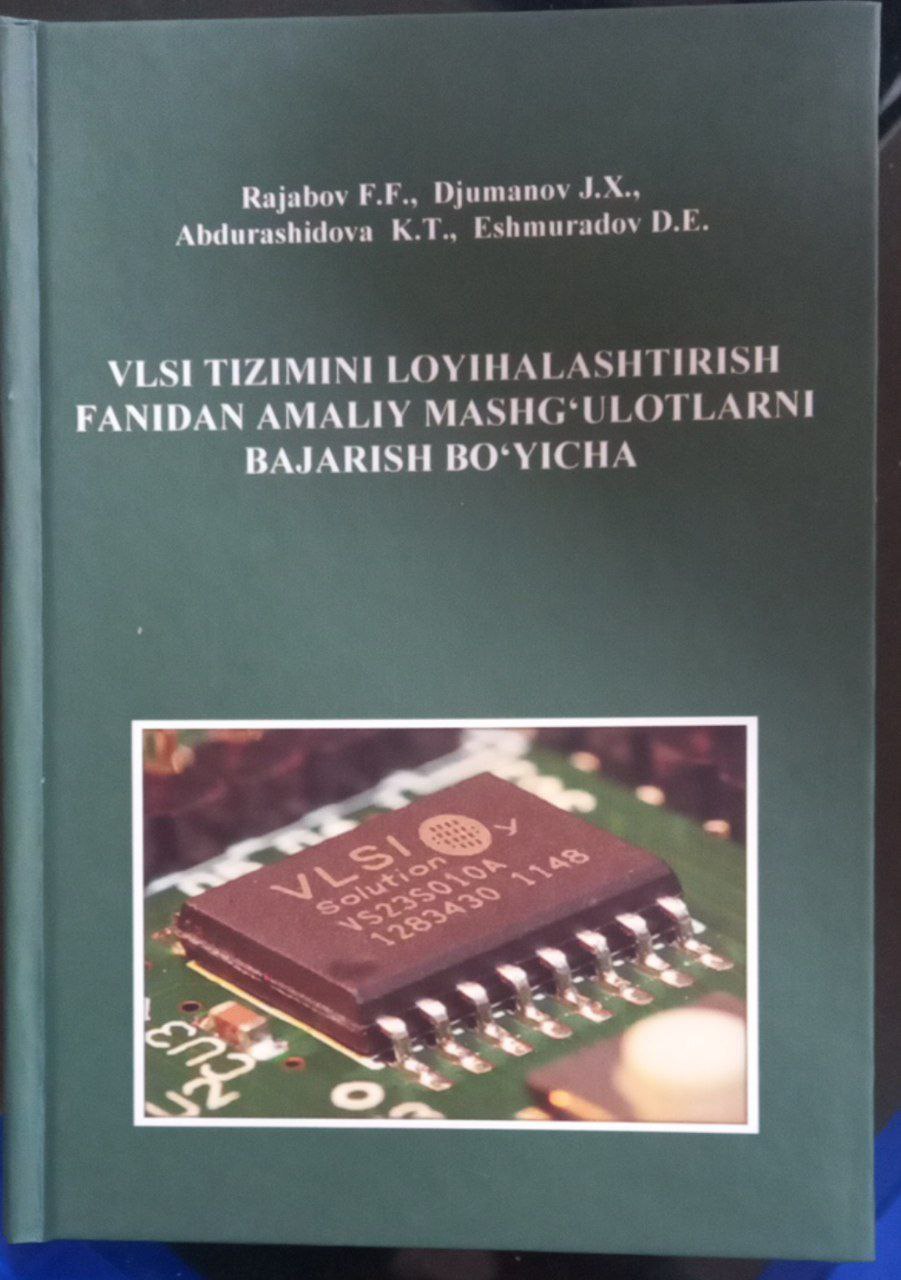 Rajabov F.F., Djumanov J.X.,
Abdurashidova K.T., Eshmuradov D.E.
VLSI TIZIMINI LOYIHALASHTIRISH
FANIDAN AMALIY MASHG‘ULOTLARNI
BAJARISH BO‘YICHA
VLSI
Solution
VS23S010A
1283430 1148